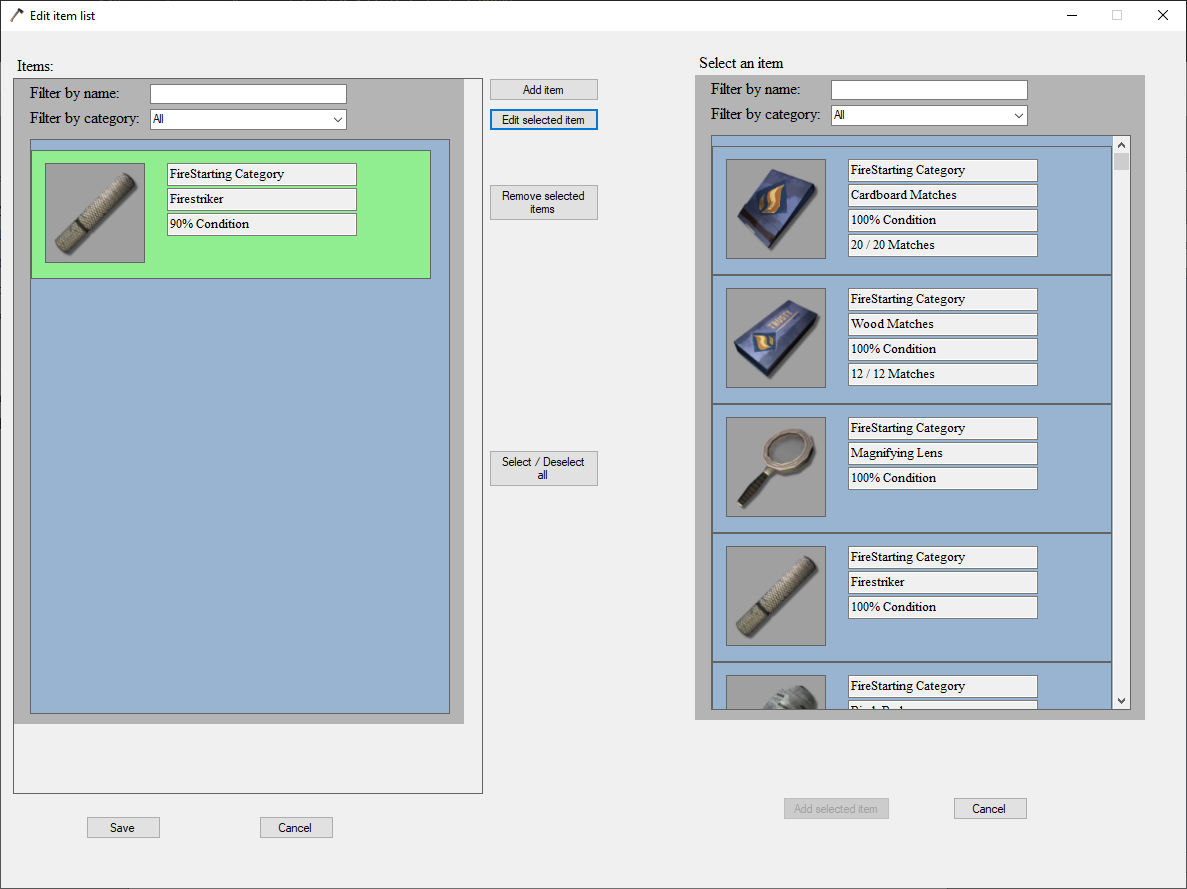 Edit item list
Items:
Filter by name:
Filter by category: All
FireStarting Category
Firestriker
90% Condition
Add item
Edit selected item
Remove selected
items
Select / Deselect
all
Save
Cancel
Select an item
Filter by name:
Filter by category: All
FireStarting Category
Cardboard Matches
100% Condition
20 / 20 Matches
TRUSTY
FireStarting Category
Wood Matches
100% Condition
12 / 12 Matches
FireStarting Category
Magnifying Lens
100% Condition
FireStarting Category
Firestriker
100% Condition
FireStarting Category
Add selected item
Cancel